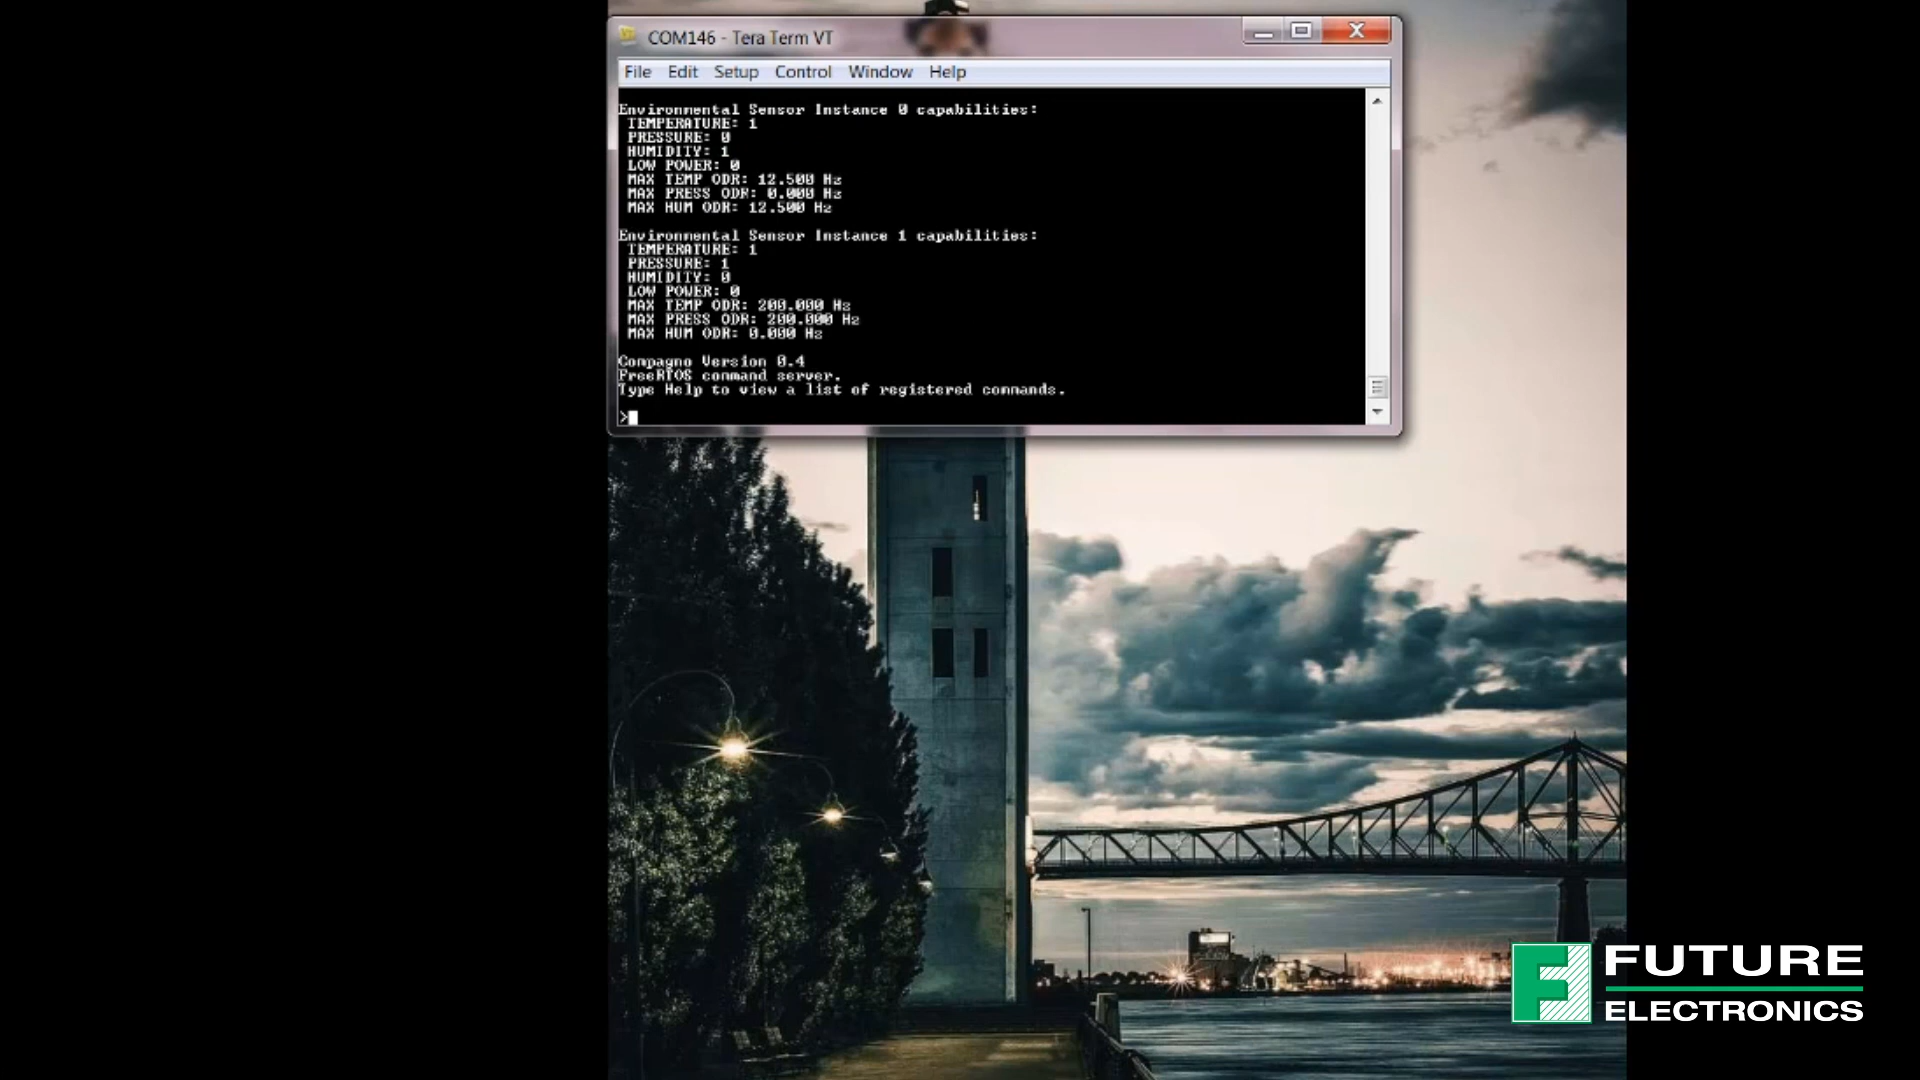 COM146 - Tera Term VT
File Edit Setup Control Window Help
Environmental Sensor Instance 0 capabilities:
TEMPERATURE: 1
PRESSURE: 0
HUMIDITY: 1
LOW POWER: 0
MAX TEMP ODR: 12.500 Hz
MAX PRESS ODR: 0.000 Hz
MAX HUM ODR: 12.500 Hz
Environmental Sensor Instance 1 capabilities:
TEMPERATURE: 1
PRESSURE: 1
HUMIDITY: 0
LOW POWER: 0
MAX TEMP ODR: 200.000 Hz
MAX PRESS ODR: 200.000 Hz
MAX HUM ODR: 0.000 Hz
Compagno Version 0.4
FreeRTOS command server.
Type Help to view a list of registered commands.
>
FUTURE
ELECTRONICS